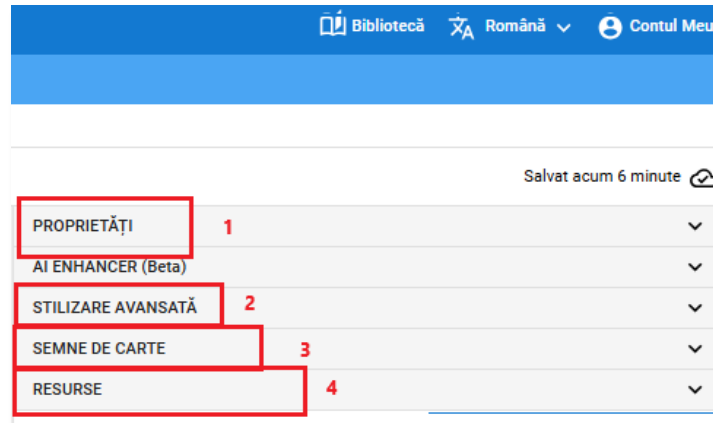 Bibliotecă Română Contul Meu
Salvat acum 6 minute
PROPRIETĂȚI 1
AI ENHANCER (Beta)
STILIZARE AVANSATĂ 2
SEMNE DE CARTE 3
RESURSE 4